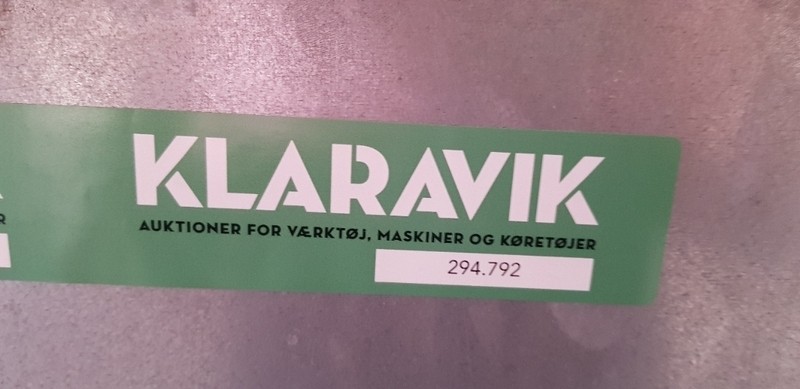 KLARAVIK
AUKTIONER FOR VÆRKTØJ, MASKINER OG KØRETØJER
294.792